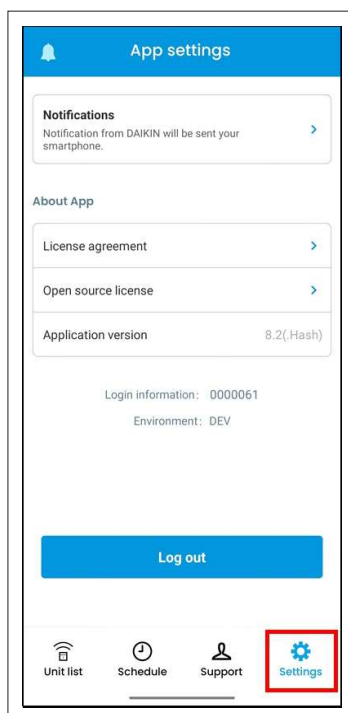 App settings
Notifications
Notification from DAIKIN will be sent your
smartphone.
About App
License agreement
Open source license
Application version 8.2(.Hash)
Login information: 0000061
Environment: DEV
Log out
Unit list Schedule Support Settings